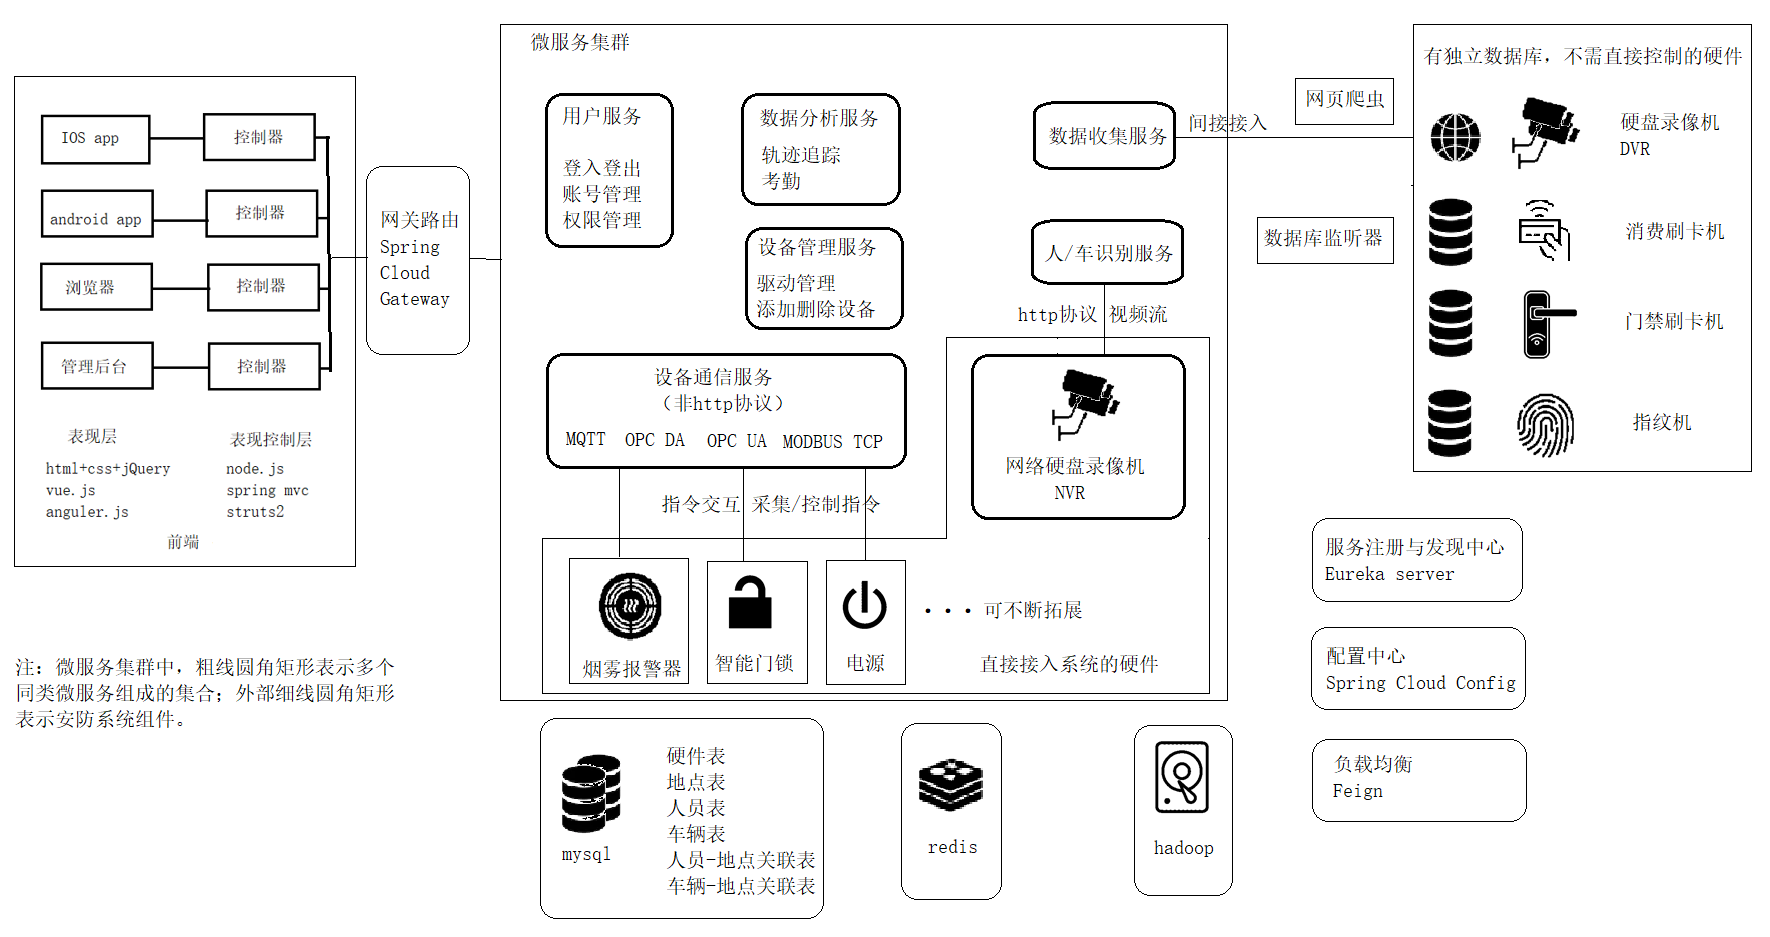 微服务集群
有独立数据库，不需直接控制的硬件
IOS app
控制器
android app
控制器
浏览器
控制器
管理后台
控制器
表现层
html+css+jQuery
vue.js
anguler.js
表现控制层
node.js
spring mvc
struts2
前端
网关路由
Spring
Cloud
Gateway
用户服务
登入登出
账号管理
权限管理
数据分析服务
轨迹追踪
考勤
设备管理服务
驱动管理
添加删除设备
数据收集服务
间接接入
网页爬虫
数据库监听器
人/车识别服务
http协议 视频流
设备通信服务
（非http协议）
MQTT OPC DA OPC UA MODBUS TCP
指令交互 采集/控制指令
网络硬盘录像机
NVR
烟雾报警器
智能门锁
电源
···可不断拓展
直接接入系统的硬件
硬盘录像机
DVR
消费刷卡机
门禁刷卡机
指纹机
服务注册与发现中心
Eureka server
配置中心
Spring Cloud Config
负载均衡
Feign
注：微服务集群中，粗线圆角矩形表示多个
同类微服务组成的集合；外部细线圆角矩形
表示安防系统组件。
mysql
硬件表
地点表
人员表
车辆表
人员-地点关联表
车辆-地点关联表
redis
hadoop